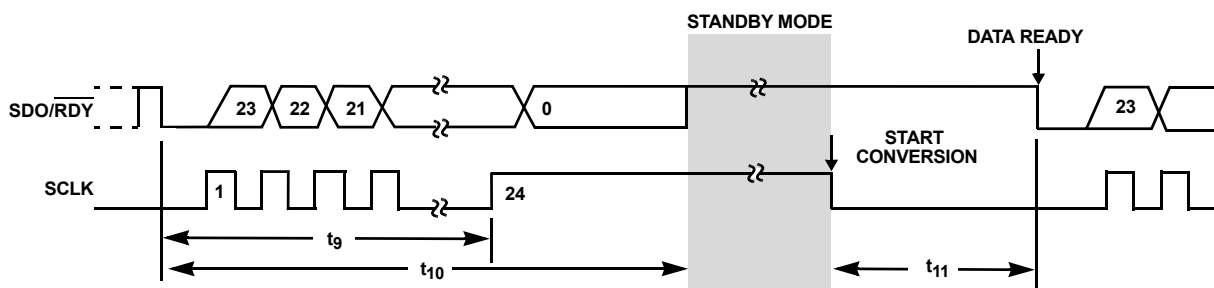 STANDBY MODE
DATA READY
SDO/RDY
23 22 21 0 23
START
CONVERSION
SCLK
1 24
t9
t10
t11